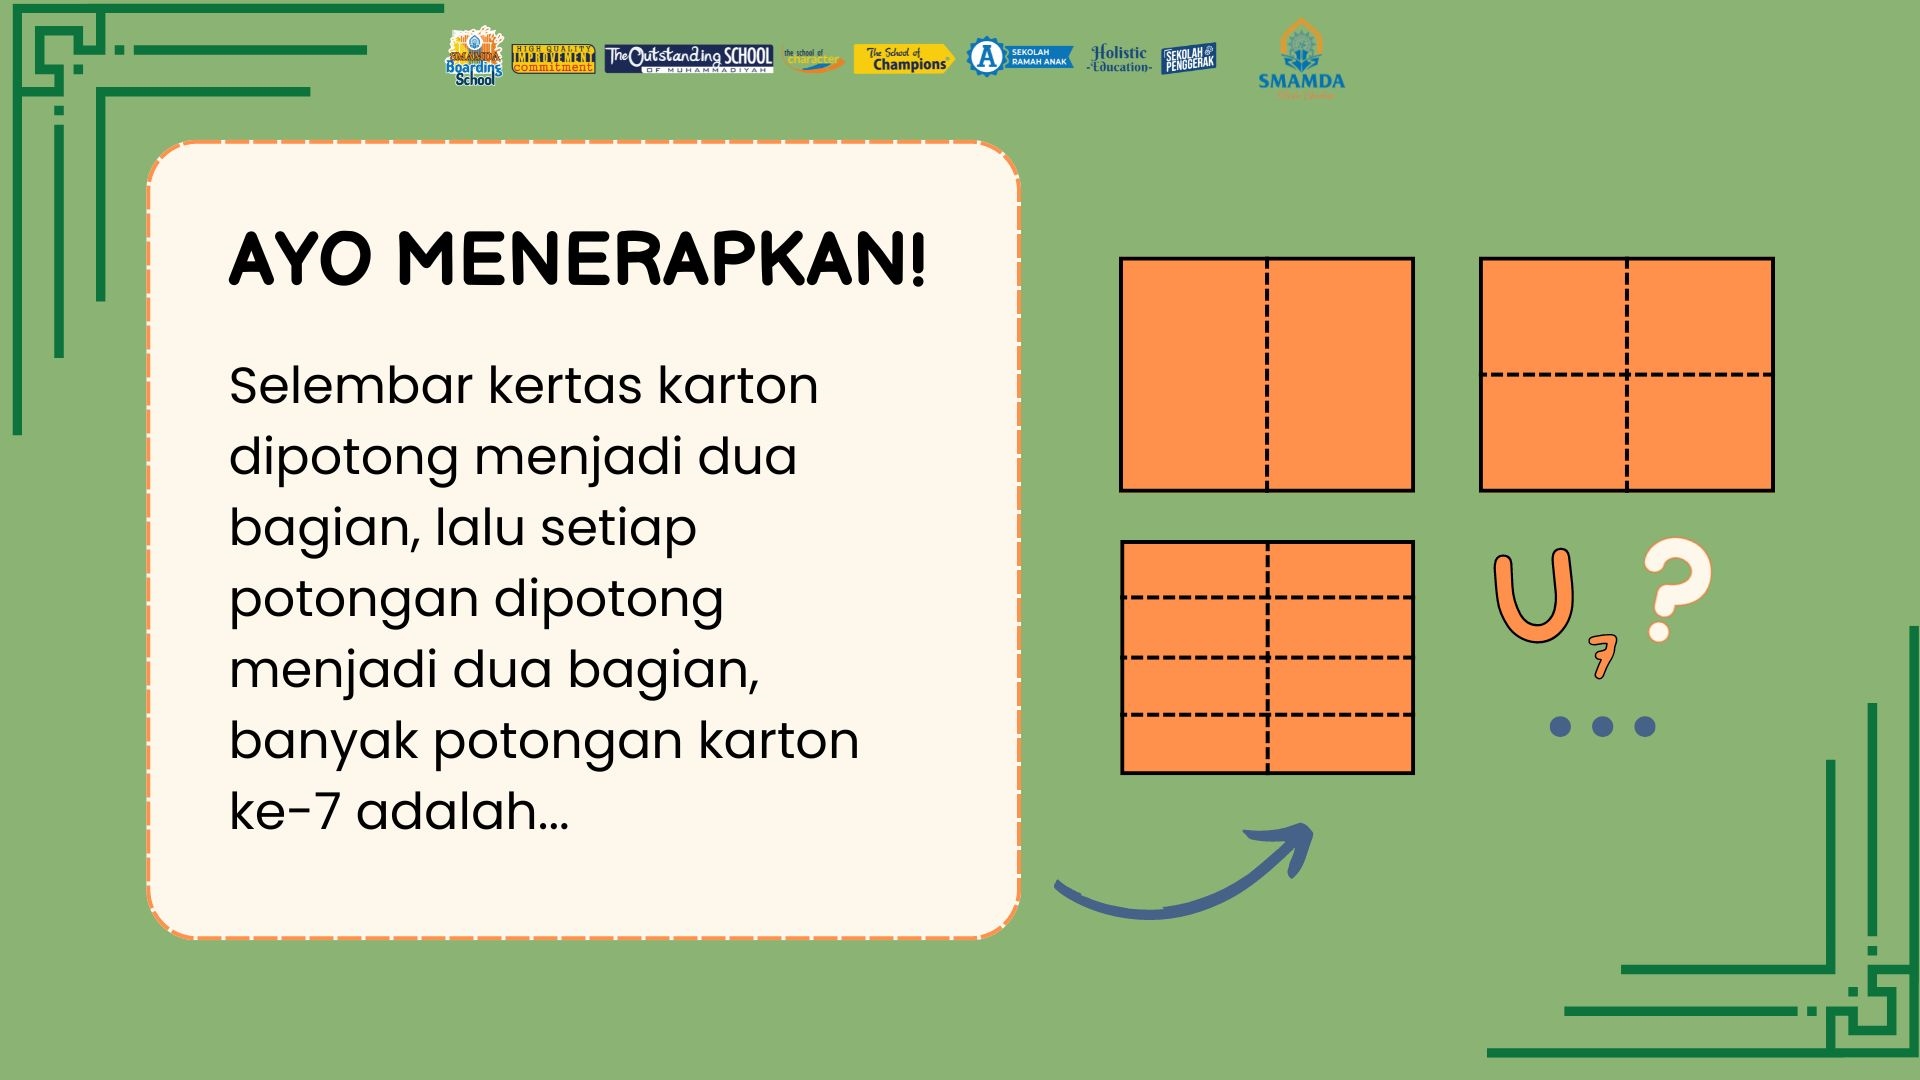 SMAMDA
Boarding
School
HIGH QUALITY
IMPROVEMENT
commitment
The Outstanding SCHOOL
OF MUHAMMADIYAH
the school of
character
The School of
Champions
A
SEKOLAH
RAMAH ANAK
Holistic
-Education-
SEKOLAH
PENGGERAK
SMAMDA
AYO MENERAPKAN!
Selembar kertas karton
dipotong menjadi dua
bagian, lalu setiap
potongan dipotong
menjadi dua bagian,
banyak potongan karton
ke-7 adalah...
U7 ?